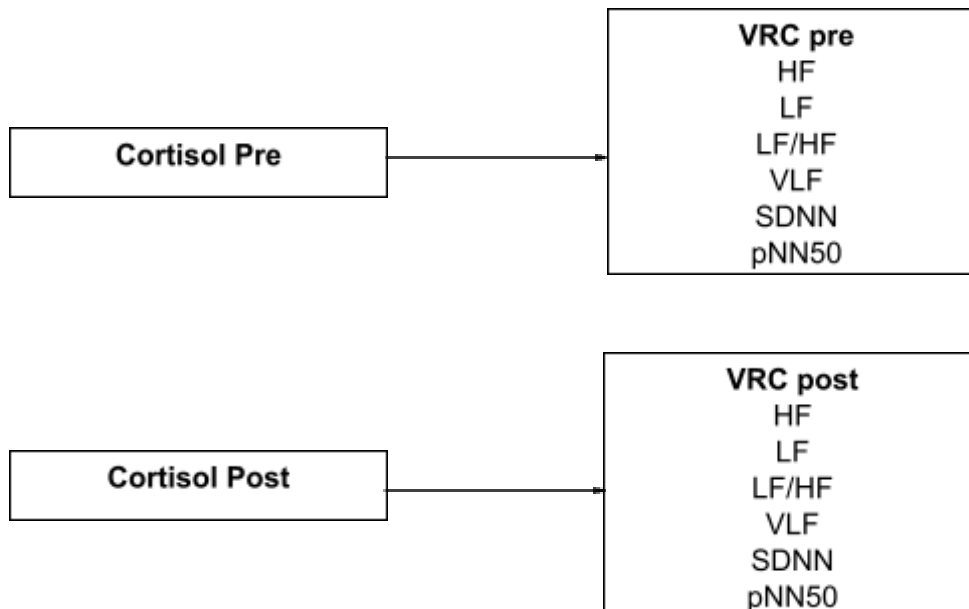 VRC pre
HF
LF
LF/HF
VLF
SDNN
pNN50
Cortisol Pre
VRC post
HF
LF
LF/HF
VLF
SDNN
pNN50
Cortisol Post